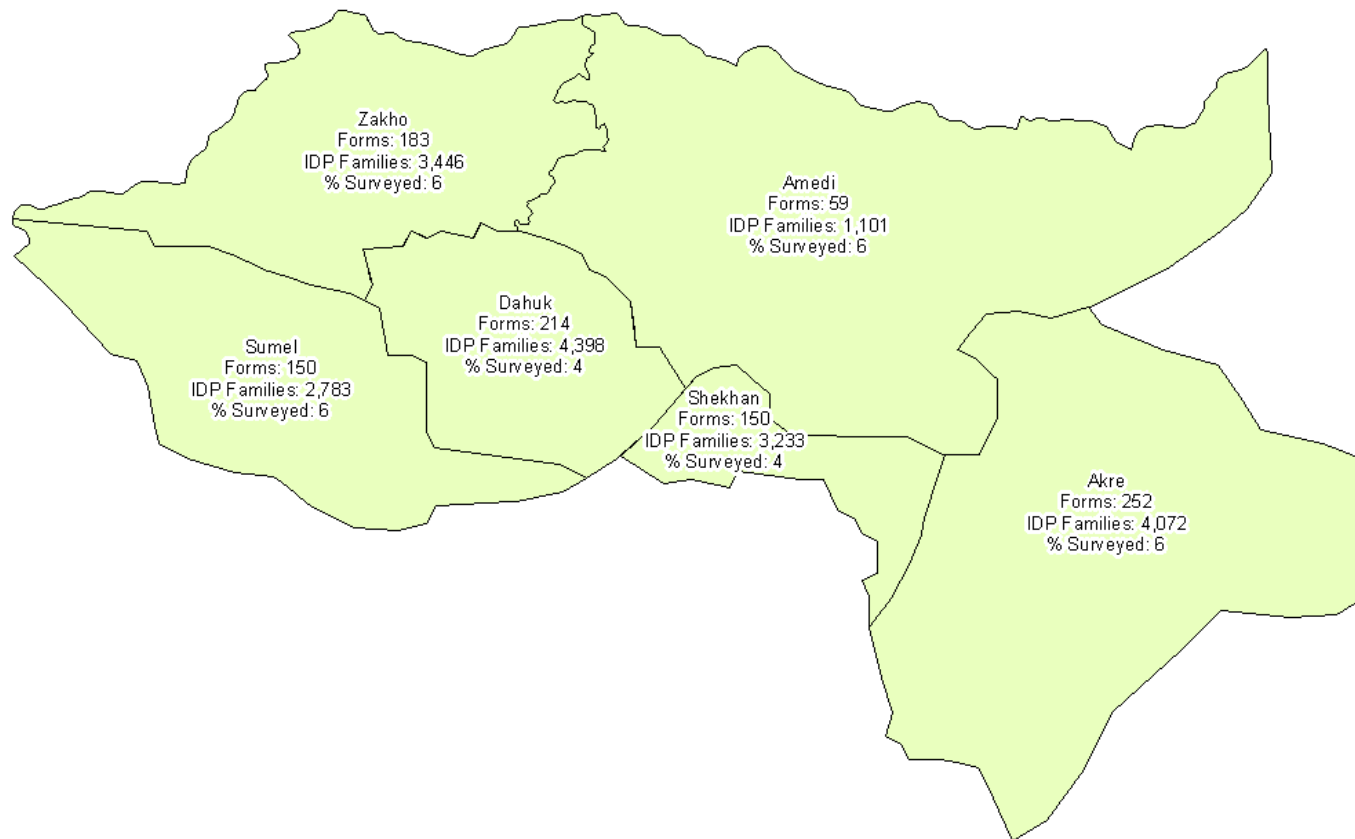 Zakho
Forms: 183
IDP Families: 3,446
% Surveyed: 6
Amedi
Forms: 59
IDP Families: 1,101
% Surveyed: 6
Dahuk
Forms: 214
IDP Families: 4,398
% Surveyed: 4
Sumel
Forms: 150
IDP Families: 2,783
% Surveyed: 6
Shekhan
Forms: 150
IDP Families: 3,233
% Surveyed: 4
Akre
Forms: 252
IDP Families: 4,072
% Surveyed: 6